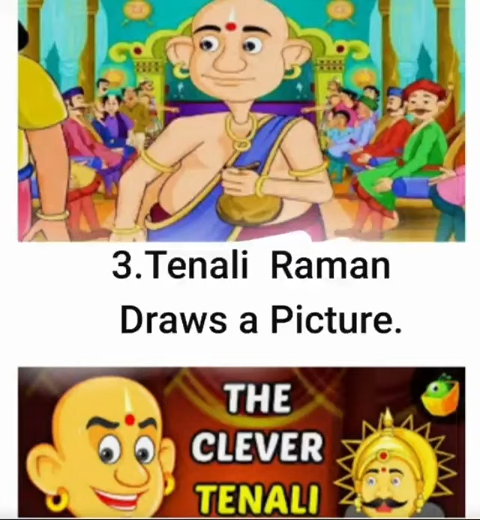 3.Tenali Raman
Draws a Picture.
THE
CLEVER
TENALI